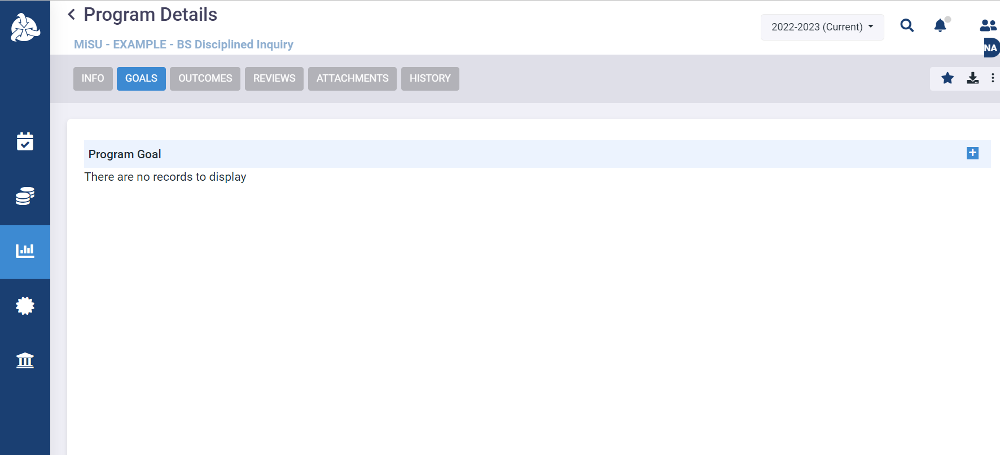 Program Details
2022-2023 (Current)
MiSU - EXAMPLE - BS Disciplined Inquiry
NA
INFO GOALS OUTCOMES REVIEWS ATTACHMENTS HISTORY
Program Goal
There are no records to display